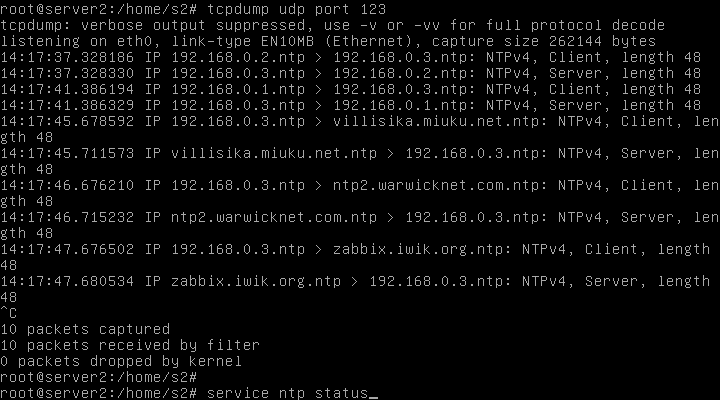 root@server2:/home/s2# tcpdump udp port 123
tcpdump: verbose output suppressed, use -v or -vv for full protocol decode
listening on eth0, link-type EN10MB (Ethernet), capture size 262144 bytes
14:17:37.328186 IP 192.168.0.2.ntp > 192.168.0.3.ntp: NTPv4, Client, length 48
14:17:37.328330 IP 192.168.0.3.ntp > 192.168.0.2.ntp: NTPv4, Server, length 48
14:17:41.386194 IP 192.168.0.1.ntp > 192.168.0.3.ntp: NTPv4, Client, length 48
14:17:41.386329 IP 192.168.0.3.ntp > 192.168.0.1.ntp: NTPv4, Server, length 48
14:17:45.678592 IP 192.168.0.3.ntp > villisika.miuku.net.ntp: NTPv4, Client, len
gth 48
14:17:45.711573 IP villisika.miuku.net.ntp > 192.168.0.3.ntp: NTPv4, Server, len
gth 48
14:17:46.676210 IP 192.168.0.3.ntp > ntp2.warwicknet.com.ntp: NTPv4, Client, len
gth 48
14:17:46.715232 IP ntp2.warwicknet.com.ntp > 192.168.0.3.ntp: NTPv4, Server, len
gth 48
14:17:47.676502 IP 192.168.0.3.ntp > zabbix.iwik.org.ntp: NTPv4, Client, length
48
14:17:47.680534 IP zabbix.iwik.org.ntp > 192.168.0.3.ntp: NTPv4, Server, length
48
^C
10 packets captured
10 packets received by filter
0 packets dropped by kernel
root@server2:/home/s2#
root@server2:/home/s2# service ntp status_